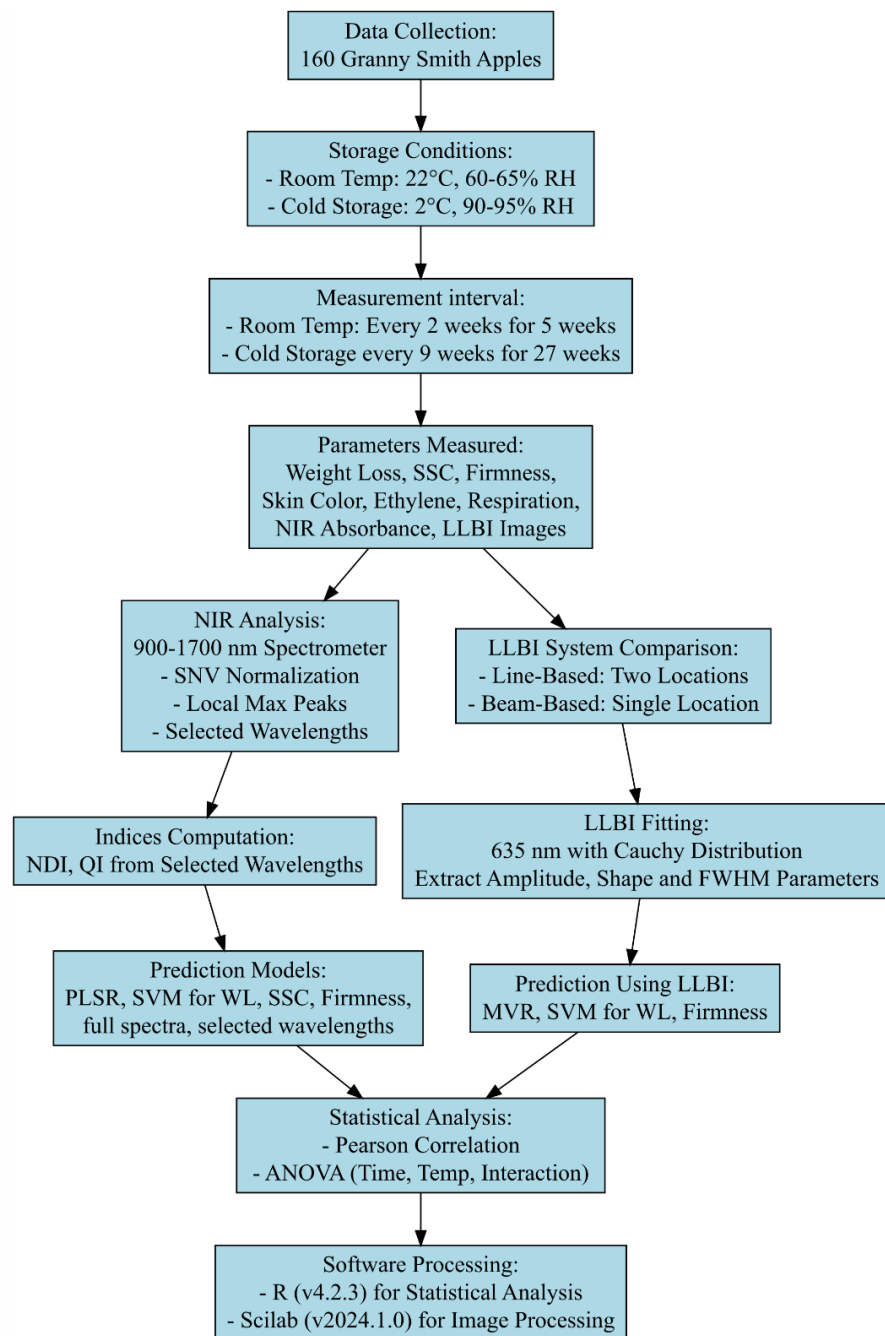 Data Collection:
160 Granny Smith Apples
Storage Conditions:
- Room Temp: 22°C, 60-65% RH
- Cold Storage: 2°C, 90-95% RH
Measurement interval:
- Room Temp: Every 2 weeks for 5 weeks
- Cold Storage every 9 weeks for 27 weeks
Parameters Measured:
Weight Loss, SSC, Firmness,
Skin Color, Ethylene, Respiration,
NIR Absorbance, LLBI Images
NIR Analysis:
900-1700 nm Spectrometer
- SNV Normalization
- Local Max Peaks
- Selected Wavelengths
LLBI System Comparison:
- Line-Based: Two Locations
- Beam-Based: Single Location
Indices Computation:
NDI, QI from Selected Wavelengths
LLBI Fitting:
635 nm with Cauchy Distribution
Extract Amplitude, Shape and FWHM Parameters
Prediction Models:
PLSR, SVM for WL, SSC, Firmness,
full spectra, selected wavelengths
Prediction Using LLBI:
MVR, SVM for WL, Firmness
Statistical Analysis:
- Pearson Correlation
- ANOVA (Time, Temp, Interaction)
Software Processing:
- R (v4.2.3) for Statistical Analysis
- Scilab (v2024.1.0) for Image Processing